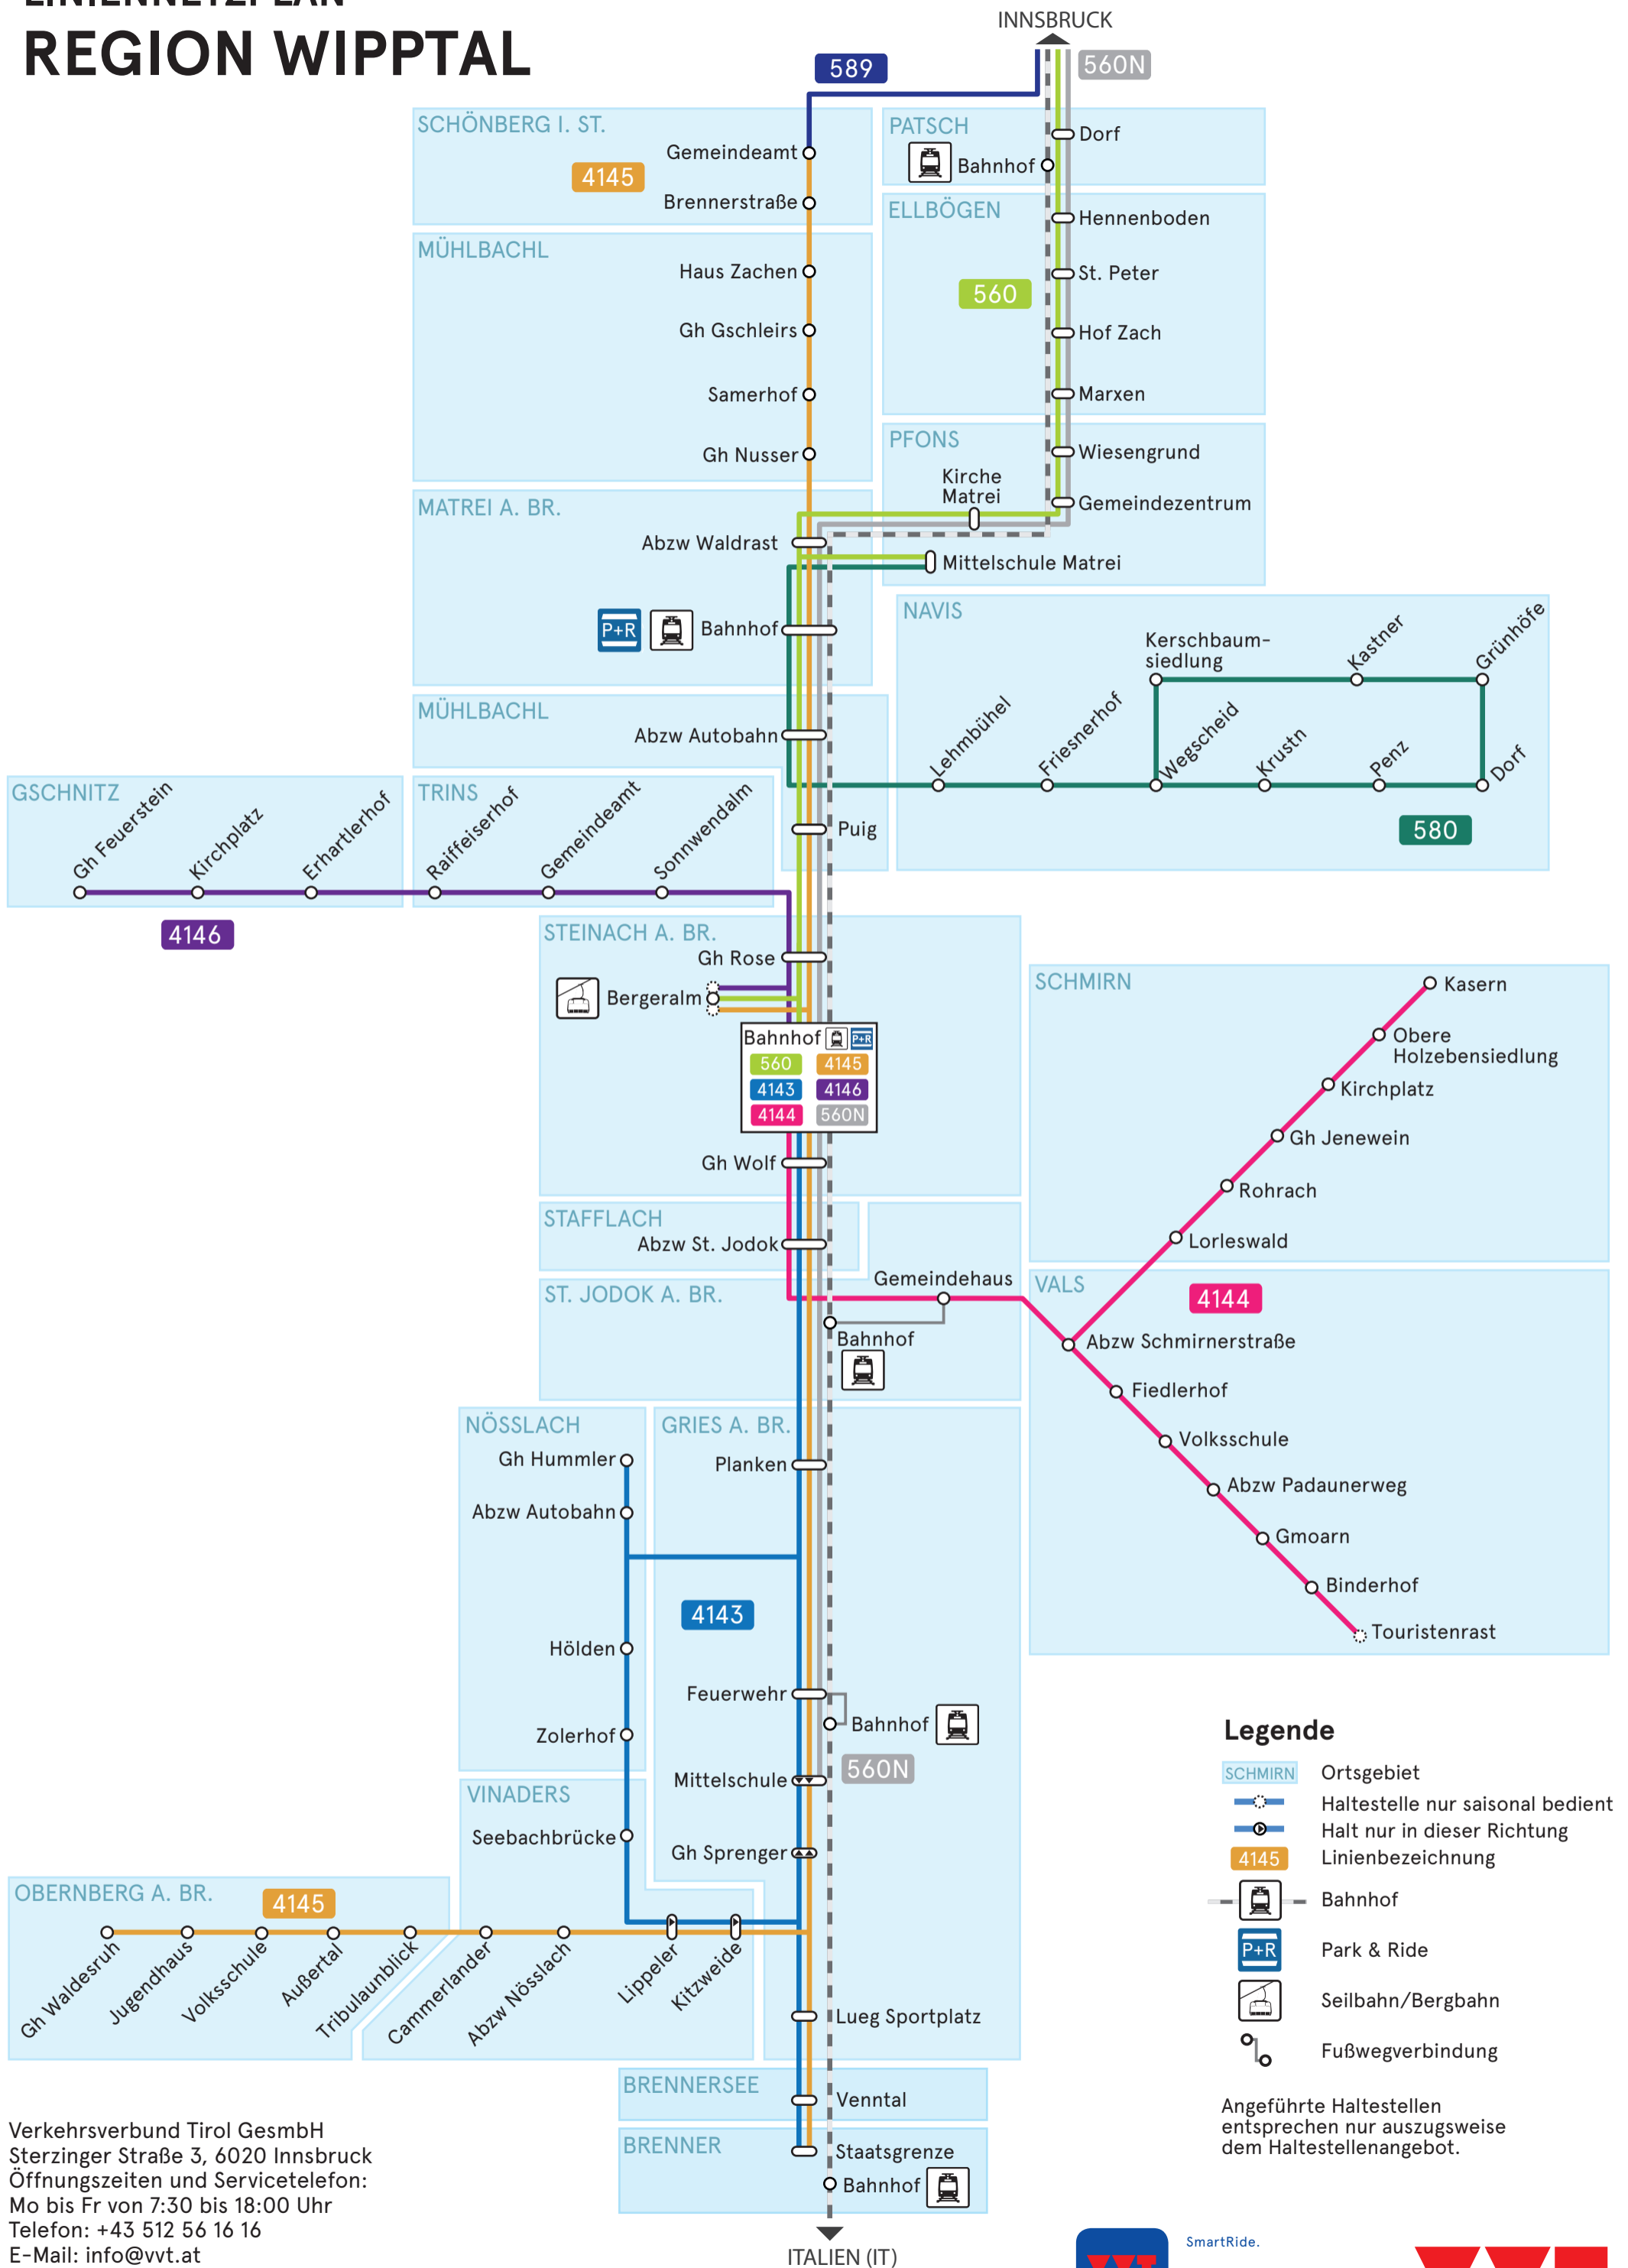 LINIENNETZPLAN
REGION WIPPTAL
INNSBRUCK
589
560N
SCHÖNBERG I. ST.
Gemeindeamt
4145
Brennerstraße
PATSCH
Dorf
Bahnhof
ELLBÖGEN
Hennenboden
St. Peter
560
Hof Zach
Marxen
MÜHLBACHL
Haus Zachen
Gh Gschleirs
Samerhof
Gh Nusser
PFONS
Wiesengrund
Kirche
Matrei
Gemeindezentrum
Mittelschule Matrei
MATREI A. BR.
Abzw Waldrast
P+R
Bahnhof
MÜHLBACHL
Abzw Autobahn
Puig
NAVIS
Kerschbaum-
siedlung
Kastner
Grünhöfe
Lehmbühel
Friesnerhof
Wegscheid
Krustn
Penz
Dorf
580
GSCHNITZ
Gh Feuerstein
Kirchplatz
Erhartlerhof
4146
TRINS
Raiffeiserhof
Gemeindeamt
Sonnwendalm
STEINACH A. BR.
Gh Rose
Bergeralm
Bahnhof P+R
560 4145
4143 4146
4144 560N
Gh Wolf
SCHMIRN
Kasern
Obere
Holzebensiedlung
Kirchplatz
Gh Jenewein
Rohrach
Lorleswald
STAFFLACH
Abzw St. Jodok
ST. JODOK A. BR.
Gemeindehaus
Bahnhof
VALS
4144
Abzw Schmirnerstraße
Fiedlerhof
Volksschule
Abzw Padaunerweg
Gmoarn
Binderhof
Touristenrast
NÖSSLACH
Gh Hummler
Abzw Autobahn
Hölden
Zolerhof
GRIES A. BR.
Planken
4143
Feuerwehr
Bahnhof
560N
Mittelschule
Gh Sprenger
Lueg Sportplatz
VINADERS
Seebachbrücke
Cammerlander
Abzw Nösslach
Lippeler
Kitzweide
OBERNBERG A. BR.
4145
Gh Waldesruh
Jugendhaus
Volksschule
Außertal
Tribulaunblick
BRENNERSEE
Venntal
BRENNER
Staatsgrenze
Bahnhof
ITALIEN (IT)
Legende
SCHMIRN Ortsgebiet
Haltestelle nur saisonal bedient
Halt nur in dieser Richtung
4145 Linienbezeichnung
Bahnhof
P+R Park & Ride
Seilbahn/Bergbahn
Fußwegverbindung
Angeführte Haltestellen
entsprechen nur auszugsweise
dem Haltestellenangebot.
Verkehrsverbund Tirol GesmbH
Sterzinger Straße 3, 6020 Innsbruck
Öffnungszeiten und Servicetelefon:
Mo bis Fr von 7:30 bis 18:00 Uhr
Telefon: +43 512 56 16 16
E-Mail: info@vvt.at
SmartRide.